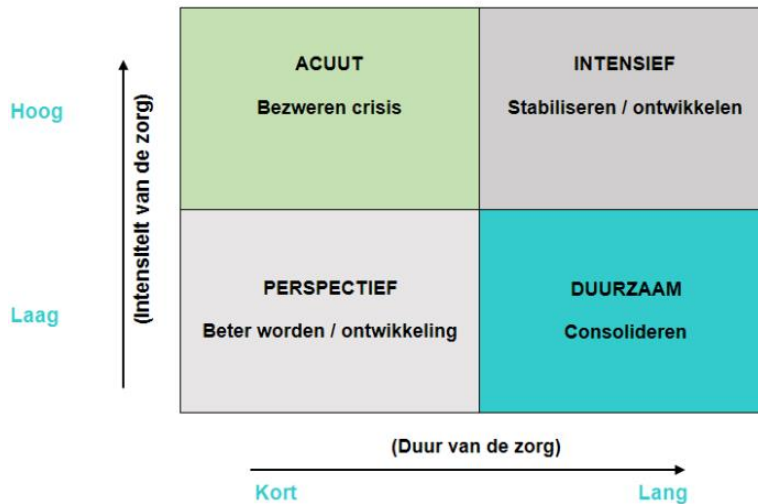 ACUUT
Bezweren crisis
INTENSIEF
Stabiliseren / ontwikkelen
Hoog
(Intensiteit van de zorg)
Laag
PERSPECTIEF
Beter worden / ontwikkeling
DUURZAAM
Consolideren
(Duur van de zorg)
Kort
Lang